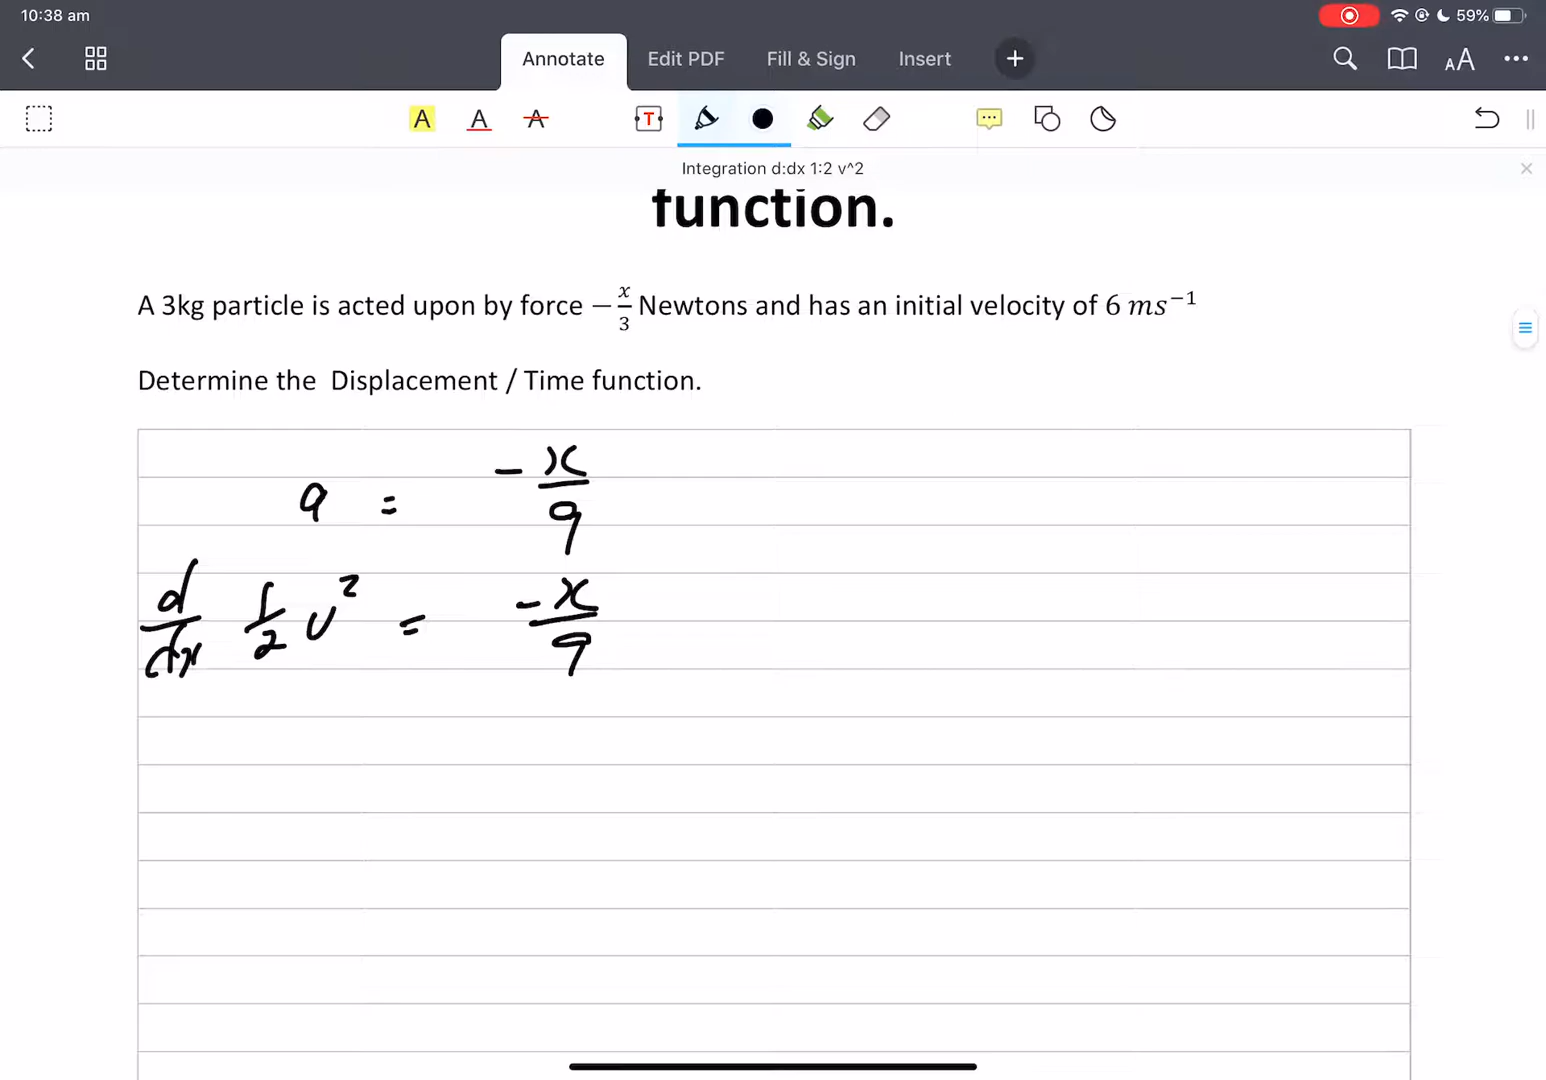 10:38 am 59%
Annotate Edit PDF Fill & Sign Insert + AA
A A A T
Integration d:dx 1:2 v^2 ×
function.
A 3kg particle is acted upon by force −x/3 Newtons and has an initial velocity of 6 ms⁻¹
Determine the Displacement / Time function.
a = -x/9
d/dx 1/2 v² = -x/9